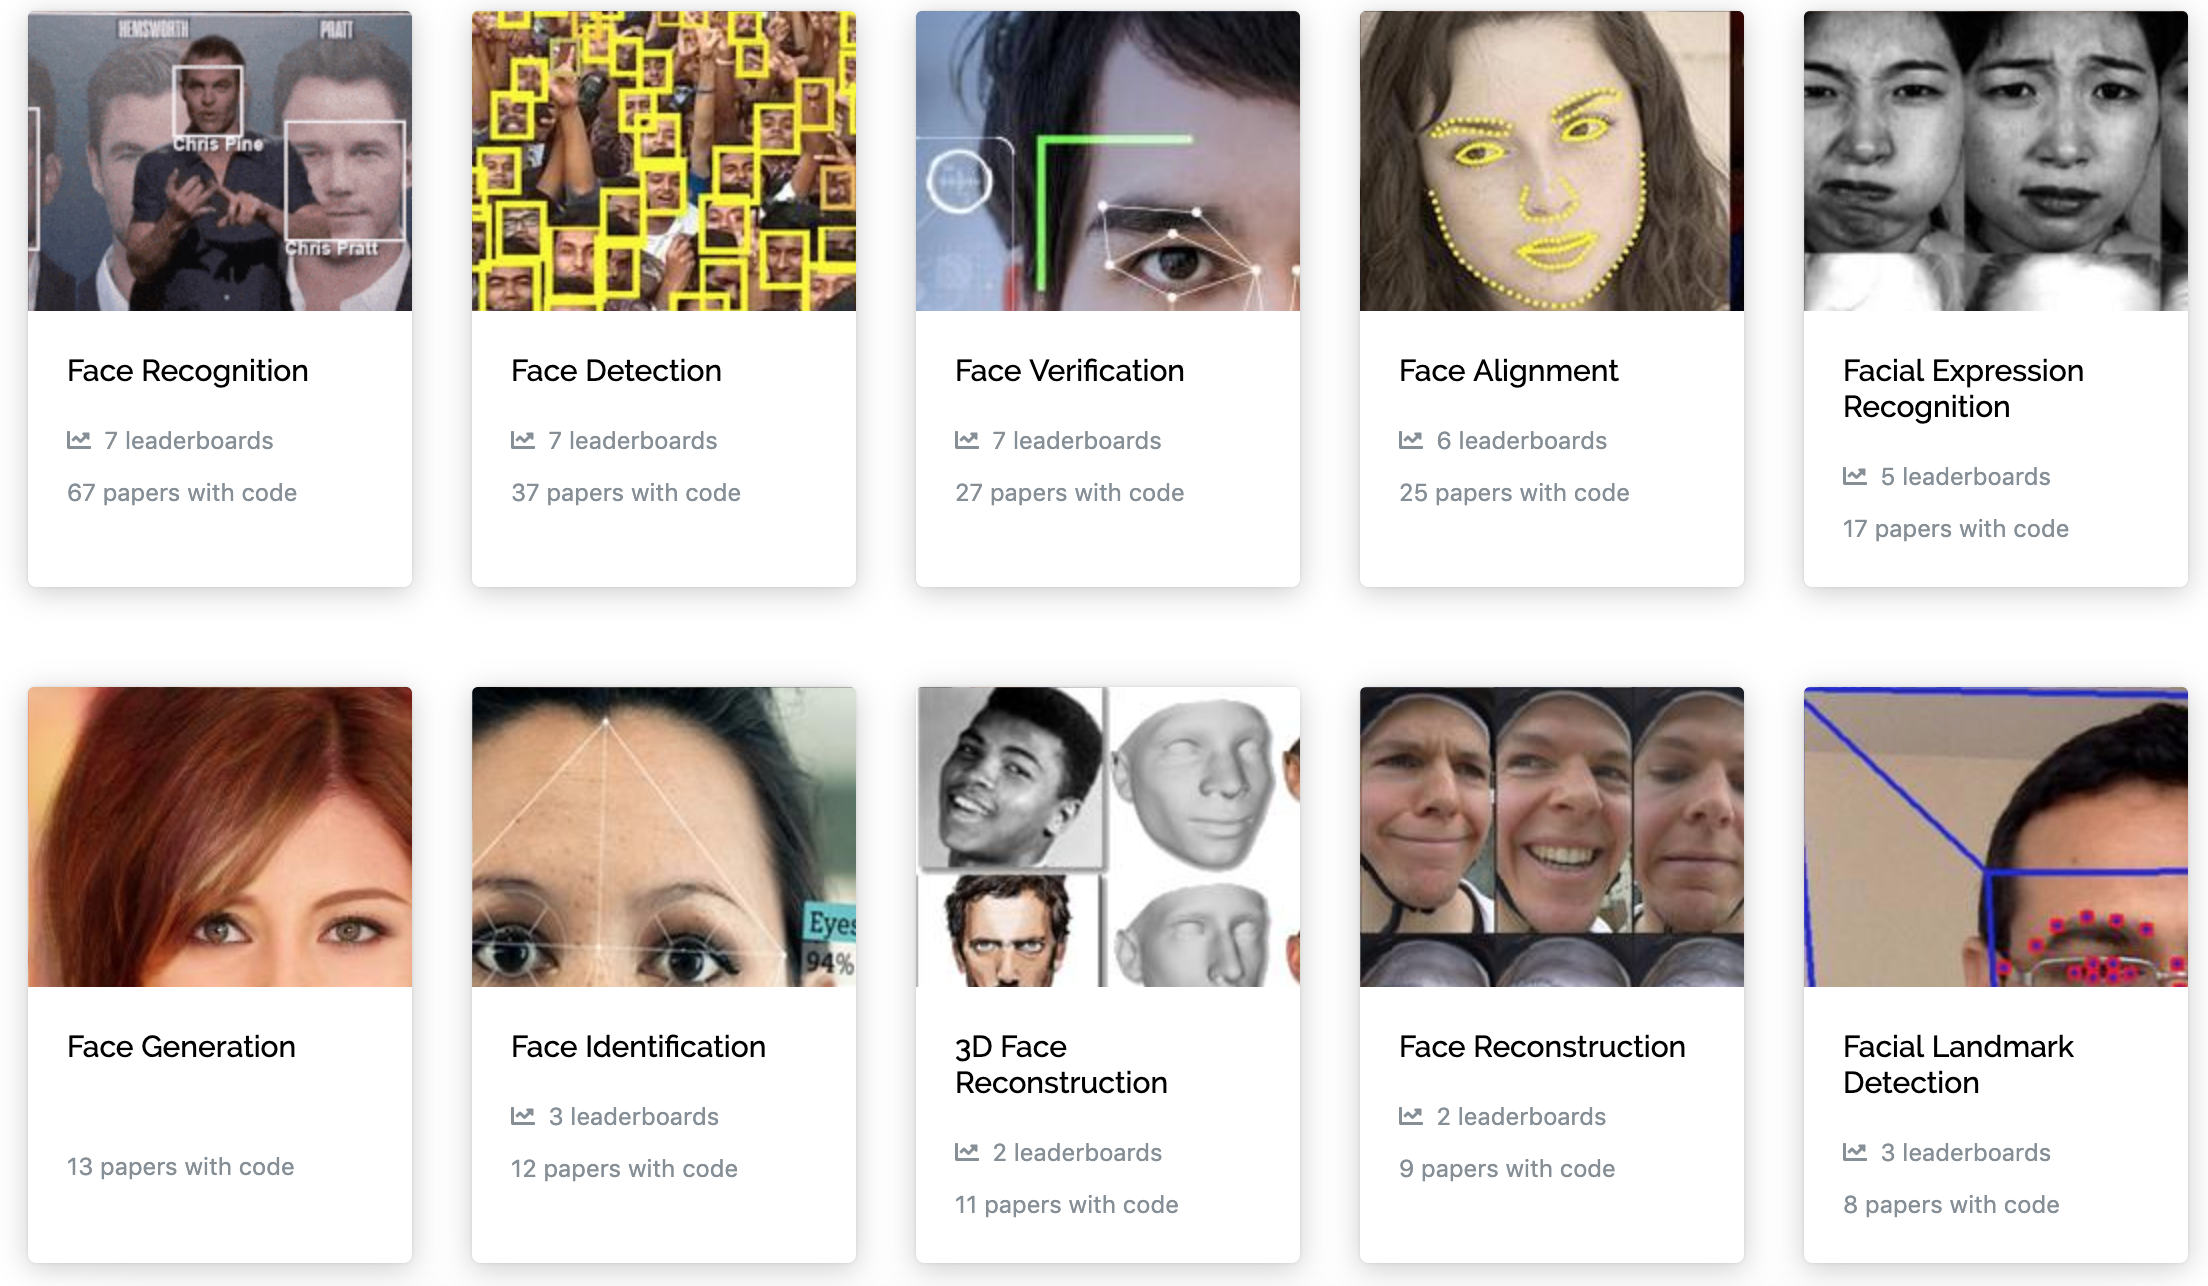 HEMSWORTH
PRATT
Chris Pine
Chris Pratt
Face Recognition
7 leaderboards
67 papers with code
Face Detection
7 leaderboards
37 papers with code
Face Verification
7 leaderboards
27 papers with code
Face Alignment
6 leaderboards
25 papers with code
Facial Expression
Recognition
5 leaderboards
17 papers with code
Face Generation
13 papers with code
Eyes
94%
Face Identification
3 leaderboards
12 papers with code
3D Face
Reconstruction
2 leaderboards
11 papers with code
Face Reconstruction
2 leaderboards
9 papers with code
Facial Landmark
Detection
3 leaderboards
8 papers with code